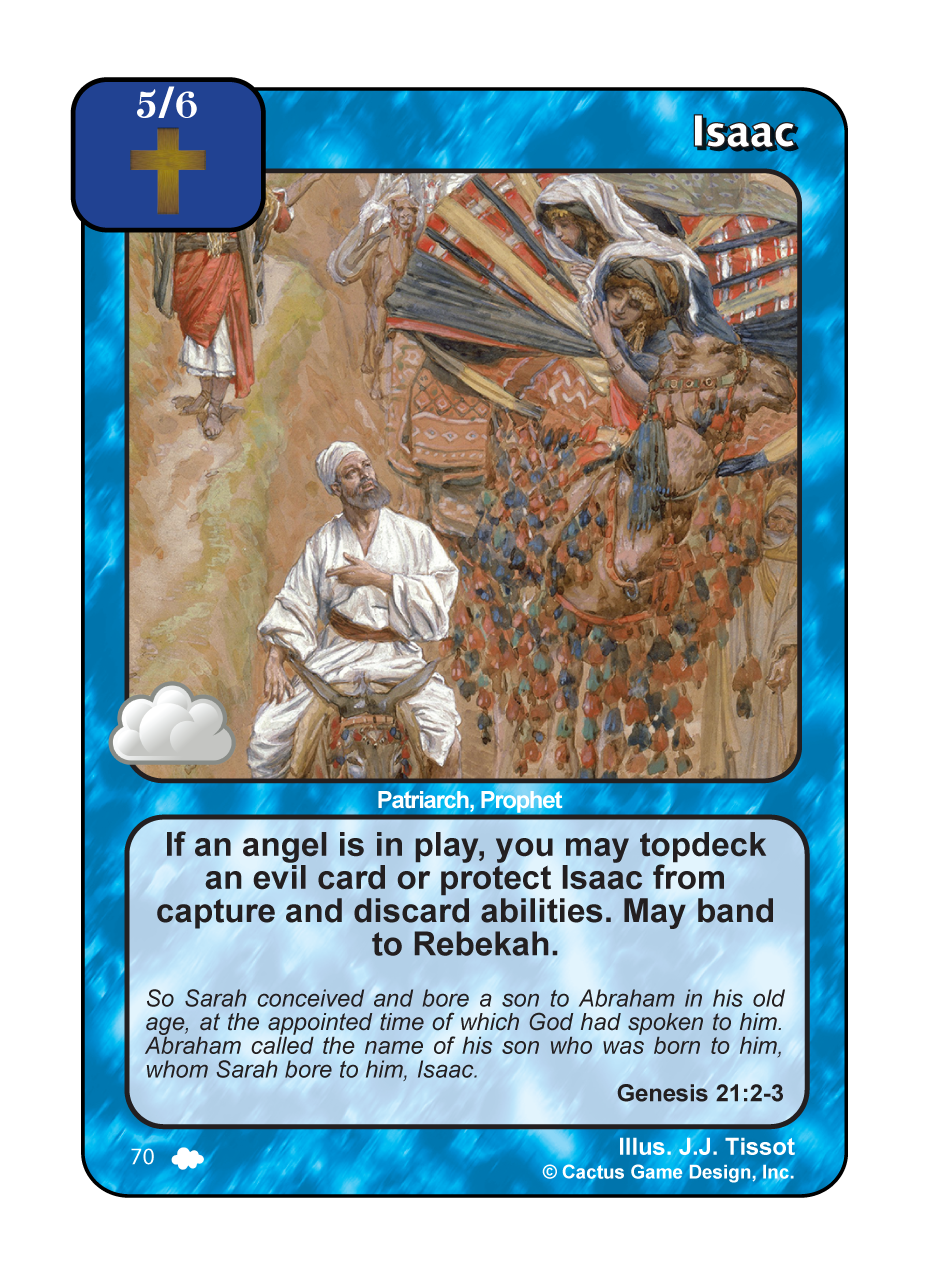 5/6
Isaac
Patriarch, Prophet
If an angel is in play, you may topdeck
an evil card or protect Isaac from
capture and discard abilities. May band
to Rebekah.
So Sarah conceived and bore a son to Abraham in his old
age, at the appointed time of which God had spoken to him.
Abraham called the name of his son who was born to him,
whom Sarah bore to him, Isaac.
Genesis 21:2-3
70
Illus. J.J. Tissot
© Cactus Game Design, Inc.